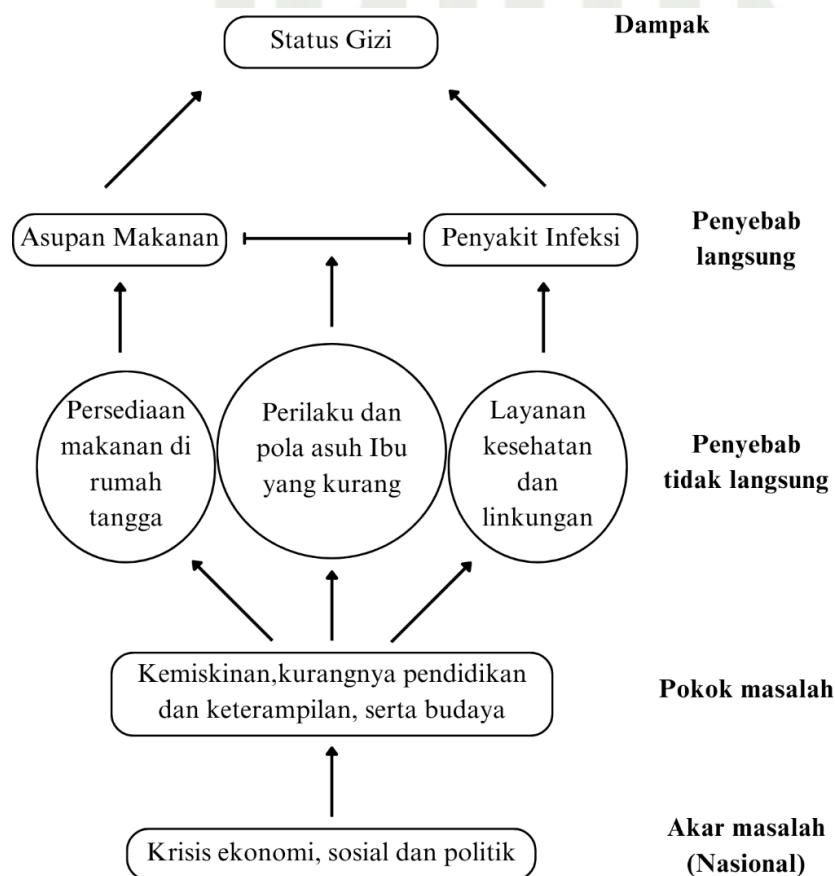 Status Gizi
Dampak
Asupan Makanan
Penyakit Infeksi
Penyebab
langsung
Persediaan
makanan di
rumah
tangga
Perilaku dan
pola asuh Ibu
yang kurang
Layanan
kesehatan
dan
linkungan
Penyebab
tidak langsung
Kemiskinan,kurangnya pendidikan
dan keterampilan, serta budaya
Pokok masalah
Krisis ekonomi, sosial dan politik
Akar masalah
(Nasional)